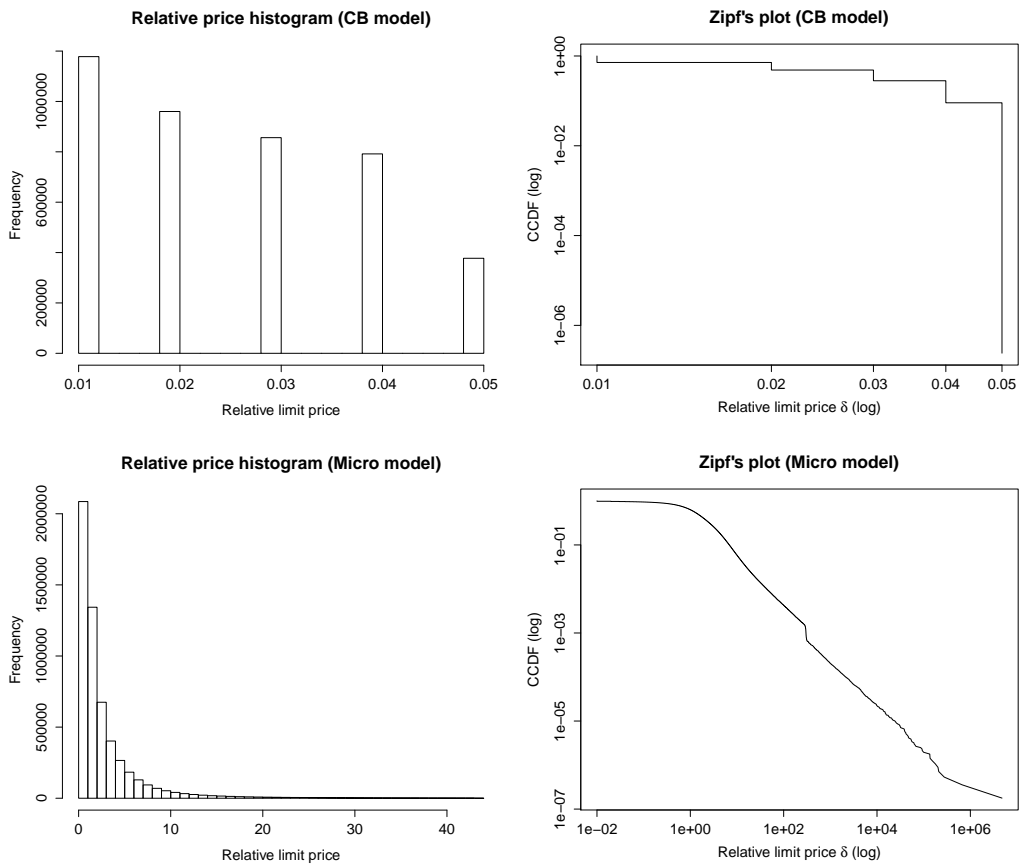 Relative price histogram (CB model)
Frequency
0
200000
600000
1000000
0.01
0.02
0.03
0.04
0.05
Relative limit price
Zipf's plot (CB model)
CCDF (log)
1e−06
1e−04
1e−02
1e+00
0.01
0.02
0.03
0.04
0.05
Relative limit price δ (log)
Relative price histogram (Micro model)
Frequency
0
500000
1000000
1500000
2000000
0
10
20
30
40
Relative limit price
Zipf's plot (Micro model)
CCDF (log)
1e−07
1e−05
1e−03
1e−01
1e−02
1e+00
1e+02
1e+04
1e+06
Relative limit price δ (log)